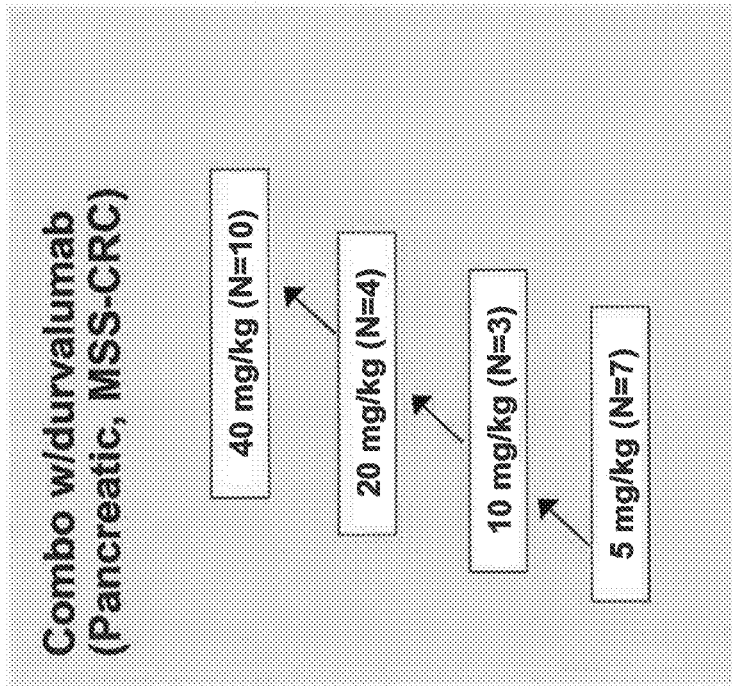 Combo w/durvalumab
(Pancreatic, MSS-CRC)
40 mg/kg (N=10)
20 mg/kg (N=4)
10 mg/kg (N=3)
5 mg/kg (N=7)